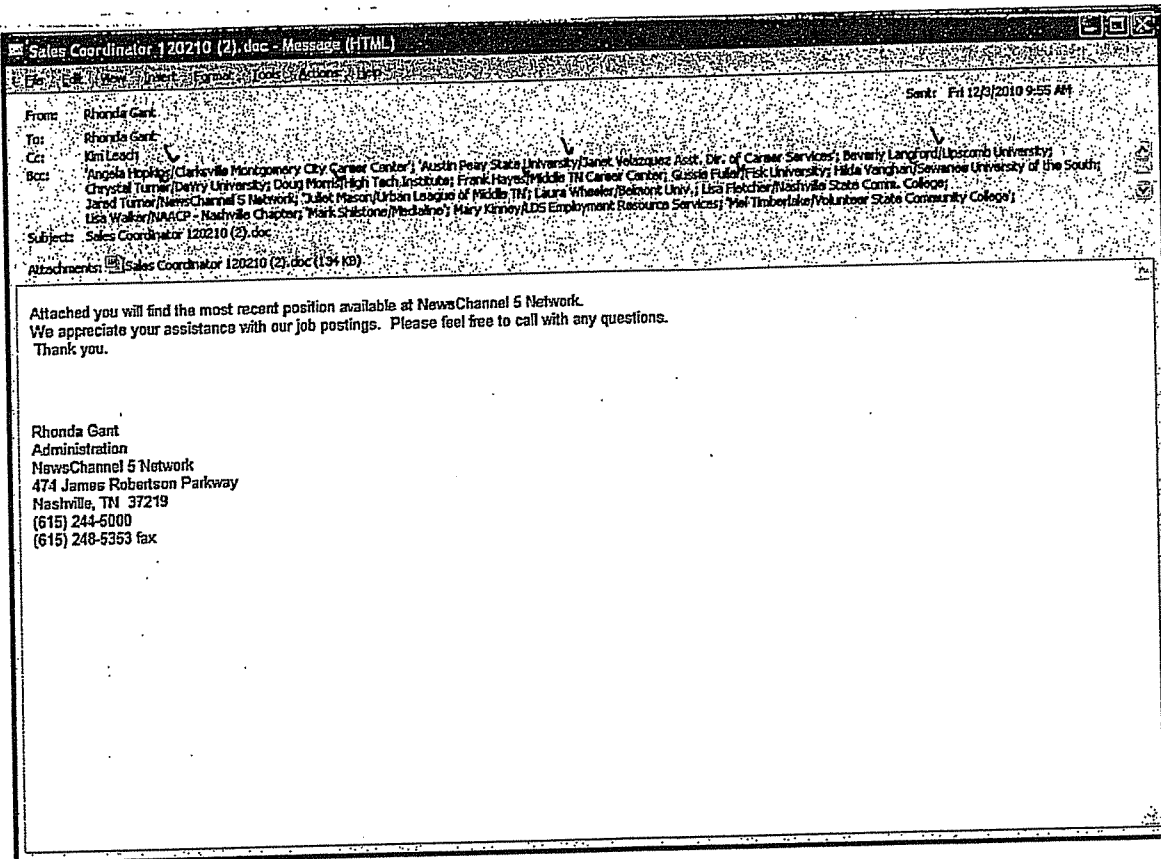 Sales Coordinator 120210 (2).doc - Message (HTML)
File Edit View Insert Format Tools Actions Help
Sent: Fri 12/3/2010 9:55 AM
From: Rhonda Gant
To: Rhonda Gant
Cc: Kim Leach
Bcc: 'Angela Hopkins/Clarksville Montgomery City Career Center'; 'Austin Peay State University/Janet Velazquez Asst. Dir. of Career Services'; Beverly Langford/Lipscomb University;
Chrystal Turner/DeVry University; Doug Morris/High Tech Institute; Frank Hayes/Middle TN Career Center; Gussie Fuller/Fisk University; Hilda Vanghan/Sewanee University of the South;
Jared Turner/NewsChannel 5 Network; 'Juliet Mason/Urban League of Middle TN'; Laura Wheeler/Belmont Univ.; Lisa Fletcher/Nashville State Comm. College;
Lisa Walker/NAACP - Nashville Chapter; 'Mark Shilstone/Medialine'; Mary Kinney/LDS Employment Resource Services; 'Mel Timberlake/Volunteer State Community College';
Subject: Sales Coordinator 120210 (2).doc
Attachments: Sales Coordinator 120210 (2).doc (134 KB)
Attached you will find the most recent position available at NewsChannel 5 Network.
We appreciate your assistance with our job postings. Please feel free to call with any questions.
Thank you.
Rhonda Gant
Administration
NewsChannel 5 Network
474 James Robertson Parkway
Nashville, TN 37219
(615) 244-5000
(615) 248-5353 fax